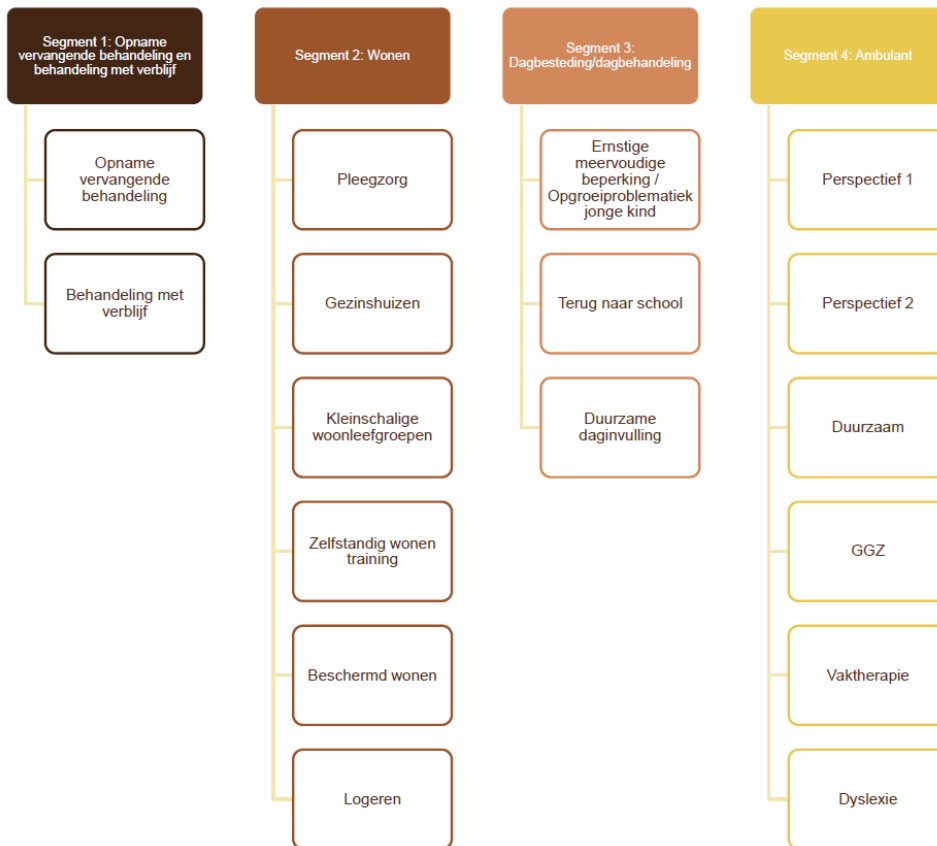 Segment 1: Opname
vervangende behandeling en
behandeling met verblijf
Opname
vervangende
behandeling
Behandeling met
verblijf
Segment 2: Wonen
Pleegzorg
Gezinshuizen
Kleinschalige
woonleefgroepen
Zelfstandig wonen
training
Beschermd wonen
Logeren
Segment 3:
Dagbesteding/dagbehandeling
Ernstige
meervoudige
beperking /
Opgroeiproblematiek
jonge kind
Terug naar school
Duurzame
daginvulling
Segment 4: Ambulant
Perspectief 1
Perspectief 2
Duurzaam
GGZ
Vaktherapie
Dyslexie